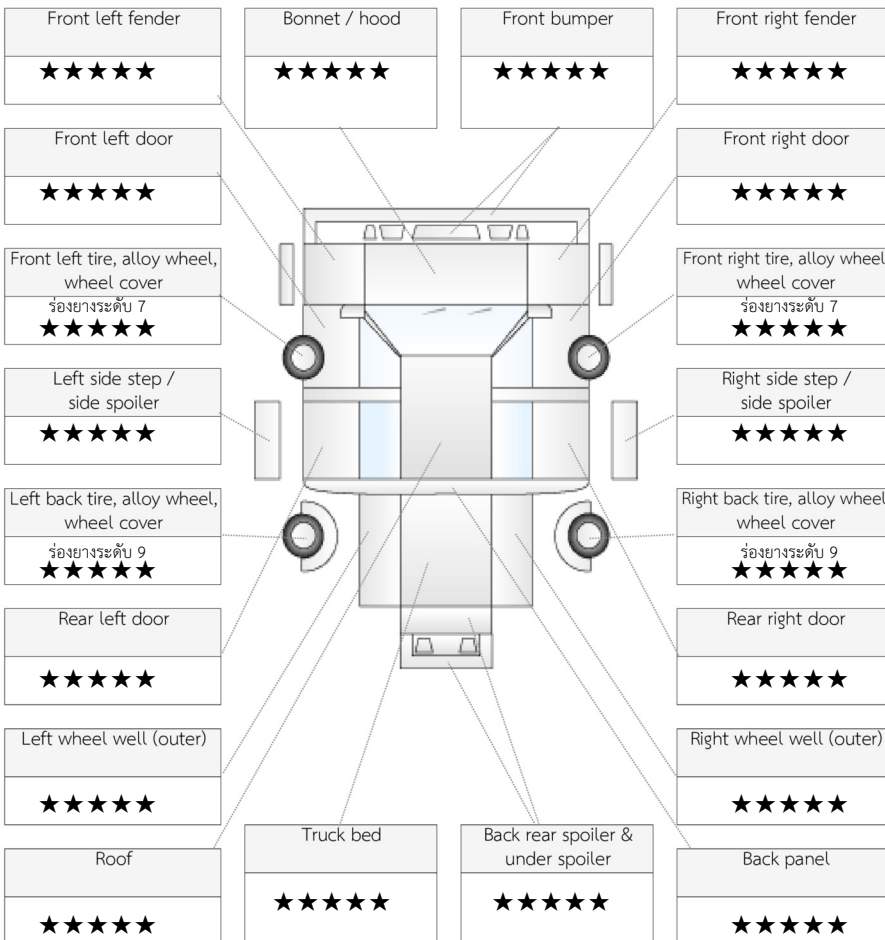 Front left fender
★★★★★
Bonnet / hood
★★★★★
Front bumper
★★★★★
Front right fender
★★★★★
Front left door
★★★★★
Front right door
★★★★★
Front left tire, alloy wheel,
wheel cover
ร่องยางระดับ 7
★★★★★
Front right tire, alloy wheel
wheel cover
ร่องยางระดับ 7
★★★★★
Left side step /
side spoiler
★★★★★
Right side step /
side spoiler
★★★★★
Left back tire, alloy wheel,
wheel cover
ร่องยางระดับ 9
★★★★★
Right back tire, alloy wheel
wheel cover
ร่องยางระดับ 9
★★★★★
Rear left door
★★★★★
Rear right door
★★★★★
Left wheel well (outer)
★★★★★
Right wheel well (outer)
★★★★★
Roof
★★★★★
Truck bed
★★★★★
Back rear spoiler &
under spoiler
★★★★★
Back panel
★★★★★